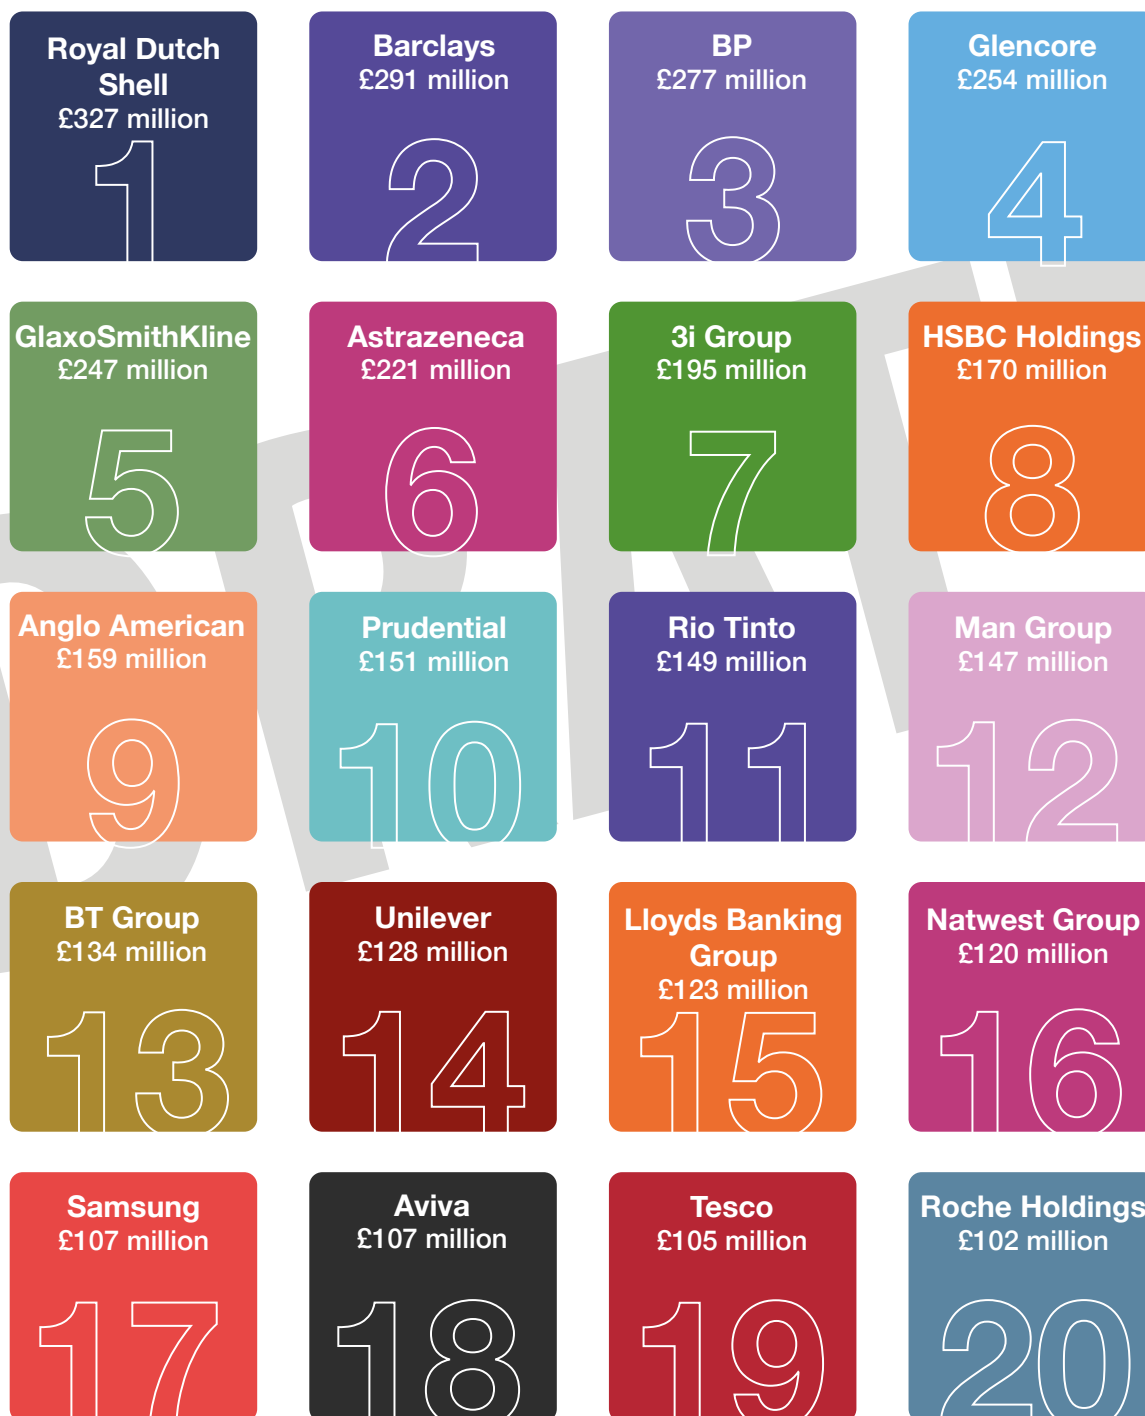 Royal Dutch
Shell
£327 million
1
Barclays
£291 million
2
BP
£277 million
3
Glencore
£254 million
4
GlaxoSmithKline
£247 million
5
Astrazeneca
£221 million
6
3i Group
£195 million
7
HSBC Holdings
£170 million
8
Anglo American
£159 million
9
Prudential
£151 million
10
Rio Tinto
£149 million
11
Man Group
£147 million
12
BT Group
£134 million
13
Unilever
£128 million
14
Lloyds Banking
Group
£123 million
15
Natwest Group
£120 million
16
Samsung
£107 million
17
Aviva
£107 million
18
Tesco
£105 million
19
Roche Holdings
£102 million
20